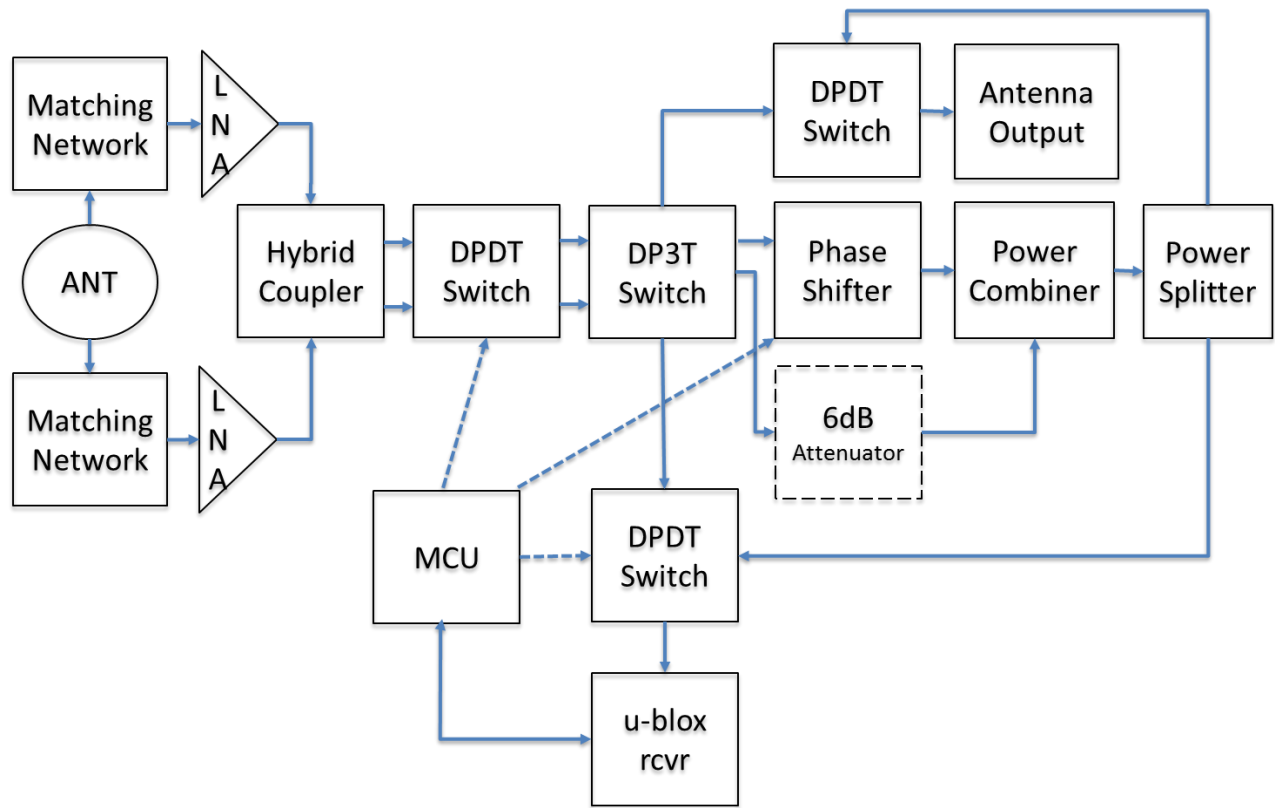 Matching
Network
L
N
A
DPDT
Switch
Antenna
Output
ANT
Hybrid
Coupler
DPDT
Switch
DP3T
Switch
Phase
Shifter
Power
Combiner
Power
Splitter
Matching
Network
L
N
A
6dB
Attenuator
MCU
DPDT
Switch
u-blox
rcvr